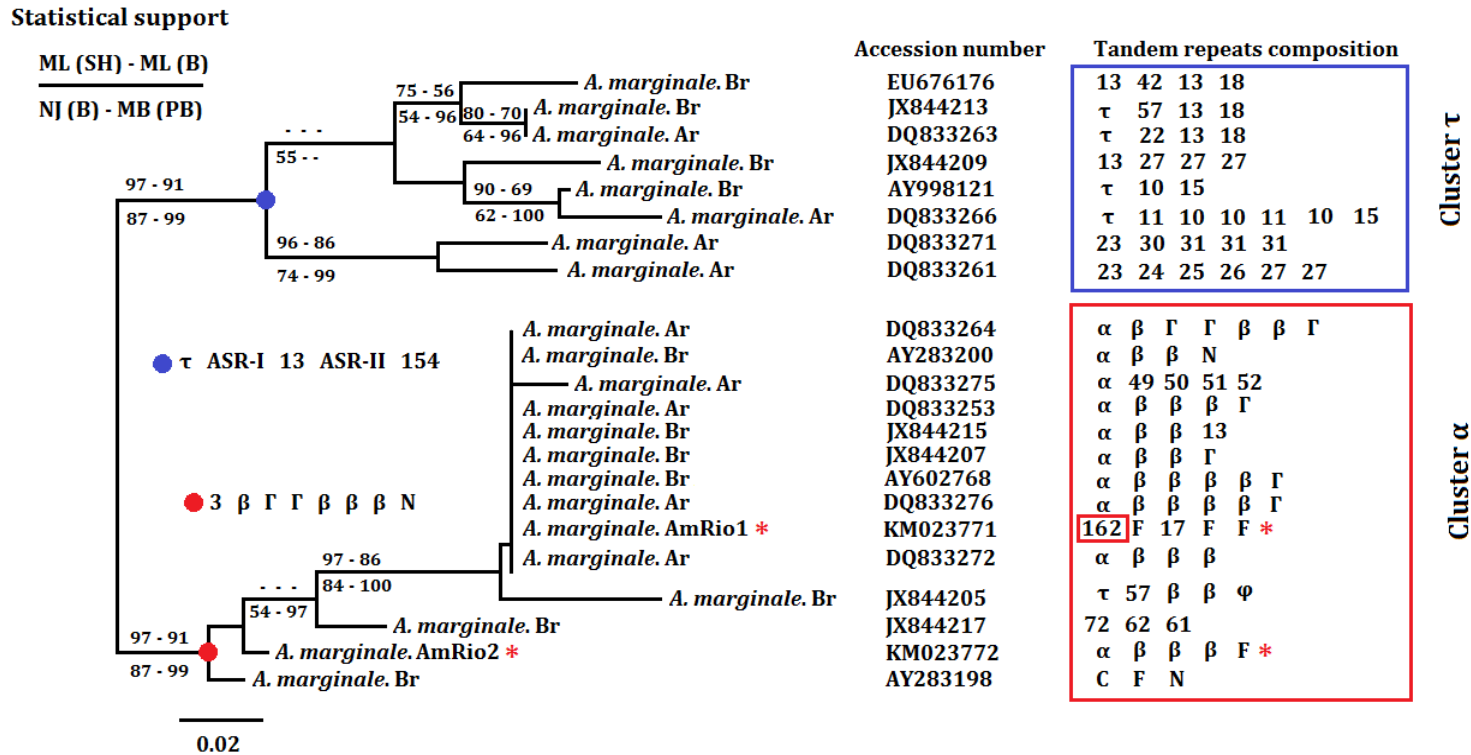 Statistical support
ML (SH) - ML (B)
NJ (B) - MB (PB)
Accession number
Tandem repeats composition
75 - 56
54 - 96
A. marginale. Br EU676176 13 42 13 18
80 - 70
64 - 96
A. marginale. Br JX844213 τ 57 13 18
A. marginale. Ar DQ833263 τ 22 13 18
- - -
55 - -
A. marginale. Br JX844209 13 27 27 27
97 - 91
87 - 99
90 - 69
62 - 100
A. marginale. Br AY998121 τ 10 15
A. marginale. Ar DQ833266 τ 11 10 10 11 10 15
96 - 86
74 - 99
A. marginale. Ar DQ833271 23 30 31 31 31
A. marginale. Ar DQ833261 23 24 25 26 27 27
Cluster τ
τ ASR-I 13 ASR-II 154
3 β Γ Γ β β β N
A. marginale. Ar DQ833264 α β Γ Γ β β Γ
A. marginale. Br AY283200 α β β N
A. marginale. Ar DQ833275 α 49 50 51 52
A. marginale. Ar DQ833253 α β β β Γ
A. marginale. Br JX844215 α β β 13
A. marginale. Br JX844207 α β β Γ
A. marginale. Br AY602768 α β β β β Γ
A. marginale. Ar DQ833276 α β β β β Γ
A. marginale. AmRio1 * KM023771 162 F 17 F F *
A. marginale. Ar DQ833272 α β β β
97 - 86
84 - 100
- - -
54 - 97
A. marginale. Br JX844205 τ 57 β β φ
A. marginale. Br JX844217 72 62 61
97 - 91
87 - 99
A. marginale. AmRio2 * KM023772 α β β β F *
A. marginale. Br AY283198 C F N
Cluster α
0.02